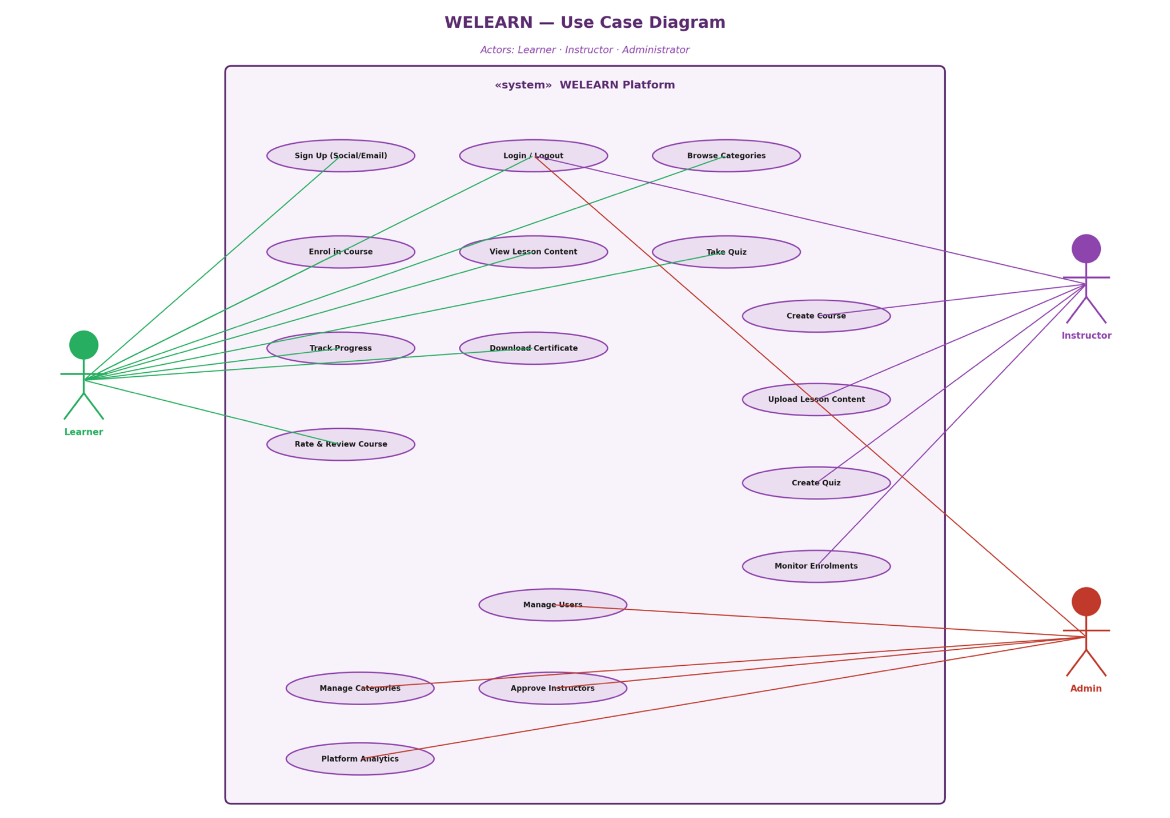 WELEARN — Use Case Diagram
Actors: Learner · Instructor · Administrator
«system»  WELEARN Platform
Sign Up (Social/Email)
Login / Logout
Browse Categories
Enrol in Course
View Lesson Content
Take Quiz
Create Course
Instructor
Track Progress
Download Certificate
Upload Lesson Content
Learner
Rate & Review Course
Create Quiz
Monitor Enrolments
Manage Users
Manage Categories
Approve Instructors
Admin
Platform Analytics